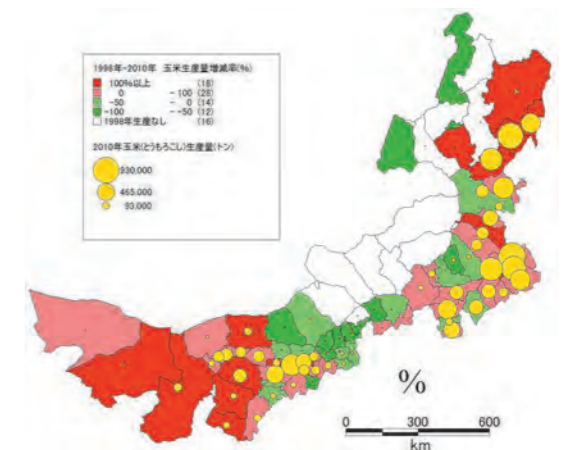 1998年-2010年 玉米生産量増減率(%)
100%以上 (18)
0 - 100 (28)
-50 - 0 (14)
-100 - -50 (12)
1998年生産なし (16)
2010年玉米(とうもろこし)生産量(トン)
930,000
465,000
93,000
%
0 300 600
km